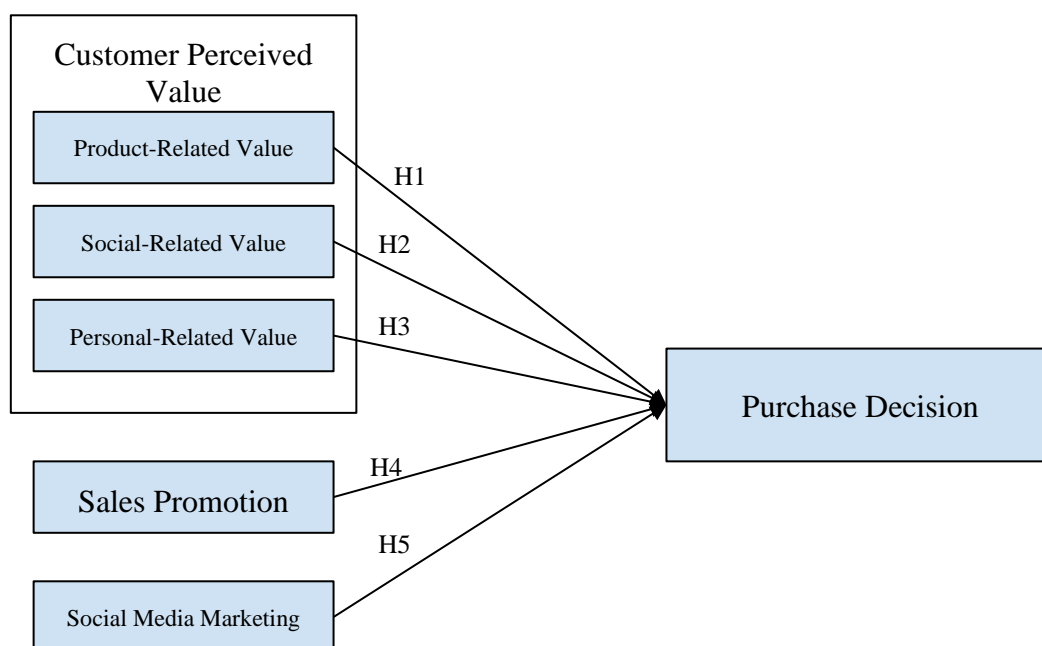 Customer Perceived
Value
Product-Related Value
H1
Social-Related Value
H2
Personal-Related Value
H3
Purchase Decision
Sales Promotion
H4
H5
Social Media Marketing